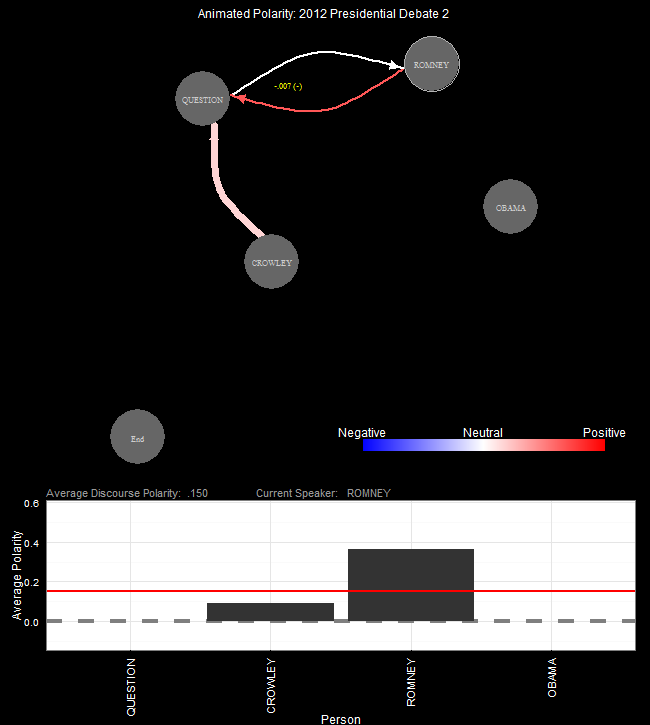 Animated Polarity: 2012 Presidential Debate 2
ROMNEY
-.007 (-)
QUESTION
OBAMA
CROWLEY
End
Negative Neutral Positive
Average Discourse Polarity: .150 Current Speaker: ROMNEY
0.6
0.4
0.2
0.0
Average Polarity
QUESTION
CROWLEY
ROMNEY
OBAMA
Person